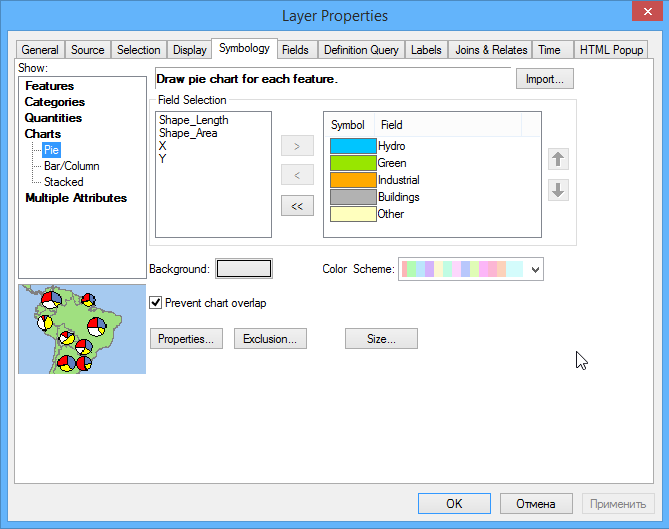 Layer Properties
General Source Selection Display Symbology Fields Definition Query Labels Joins & Relates Time HTML Popup
Show:
Features
Categories
Quantities
Charts
Pie
Bar/Column
Stacked
Multiple Attributes
Draw pie chart for each feature.
Import...
Field Selection
Shape_Length
Shape_Area
X
Y
>
<
<<
Symbol Field
Hydro
Green
Industrial
Buildings
Other
Background:
Color Scheme:
Prevent chart overlap
Properties... Exclusion... Size...
OK Отмена Применить